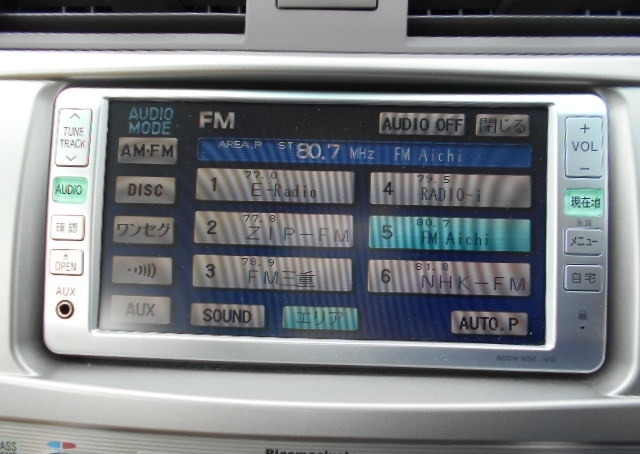 TUNE
TRACK
AUDIO
確認
OPEN
AUX
AUDIO
MODE
FM
AUDIO OFF
閉じる
AM・FM
DISC
ワンセグ
AUX
AREA.P ST 80.7 MHz FM Aichi
1 77.0 E-Radio
4 79.5 RADIO-i
2 77.8 ZIP-FM
5 80.7 FM Aichi
3 78.9 FM三重
6 81.8 NHK-FM
SOUND
エリア
AUTO.P
+
VOL
−
現在地
メニュー
自宅